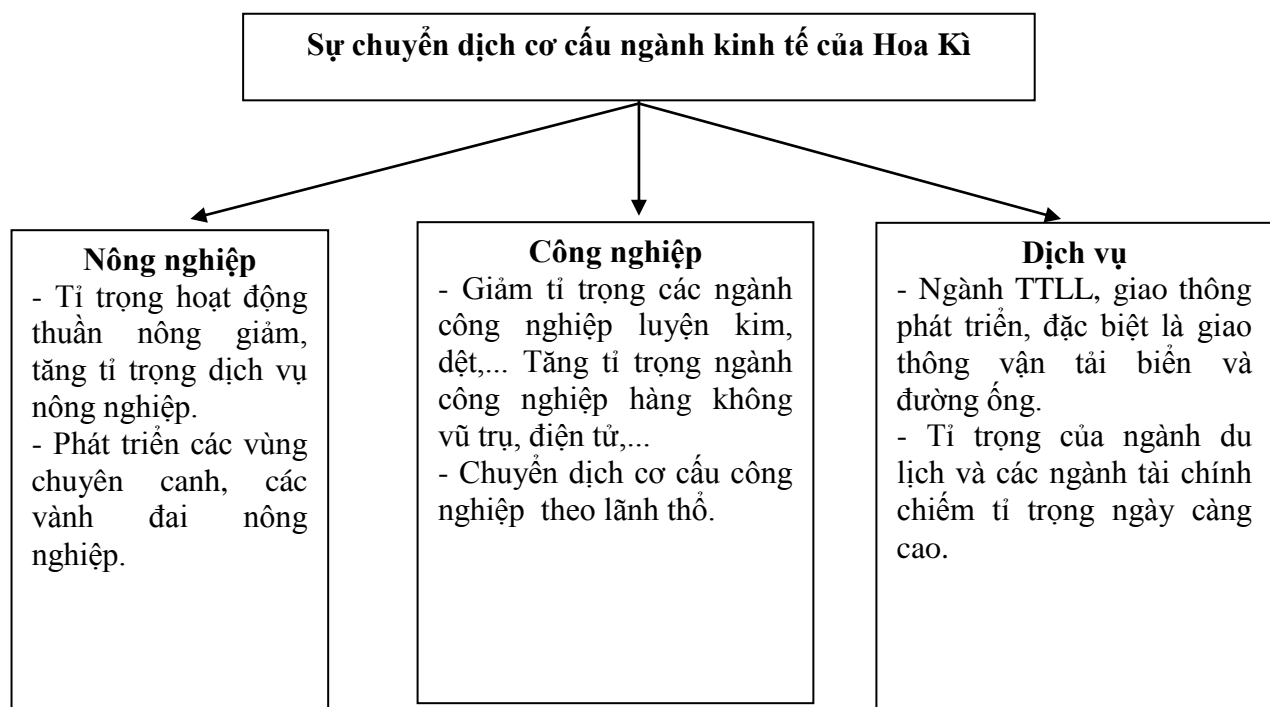 Sự chuyển dịch cơ cấu ngành kinh tế của Hoa Kì
Nông nghiệp
- Tỉ trọng hoạt động
thuần nông giảm,
tăng tỉ trọng dịch vụ
nông nghiệp.
- Phát triển các vùng
chuyên canh, các
vành đai nông
nghiệp.
Công nghiệp
- Giảm tỉ trọng các ngành
công nghiệp luyện kim,
dệt,... Tăng tỉ trọng ngành
công nghiệp hàng không
vũ trụ, điện tử,...
- Chuyển dịch cơ cấu công
nghiệp theo lãnh thổ.
Dịch vụ
- Ngành TTLL, giao thông
phát triển, đặc biệt là giao
thông vận tải biển và
đường ống.
- Tỉ trọng của ngành du
lịch và các ngành tài chính
chiếm tỉ trọng ngày càng
cao.